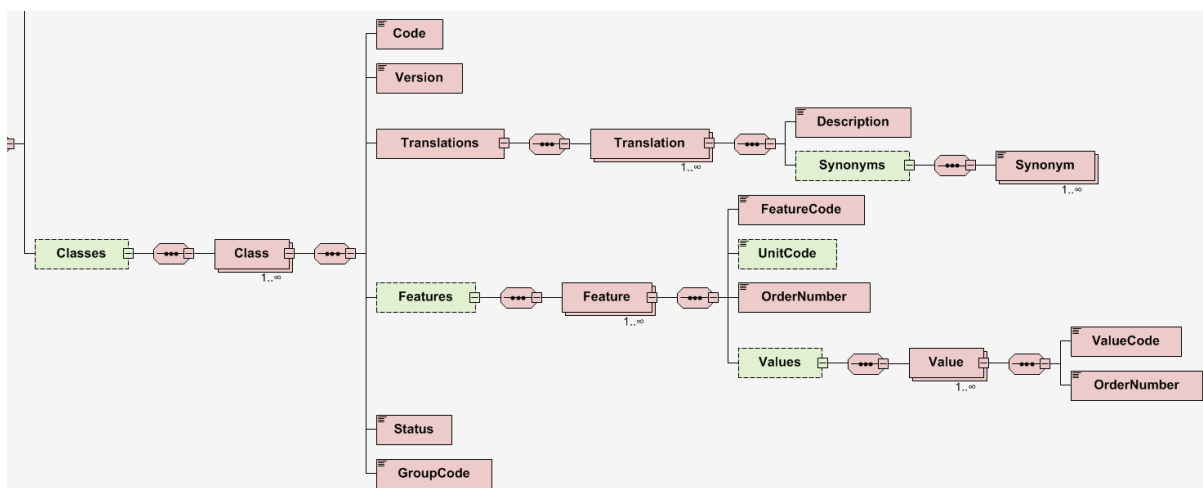 Code
Version
Translations
Translation
1..∞
Description
Synonyms
Synonym
1..∞
Classes
Class
1..∞
Features
Feature
1..∞
FeatureCode
UnitCode
OrderNumber
Values
Value
1..∞
ValueCode
OrderNumber
Status
GroupCode